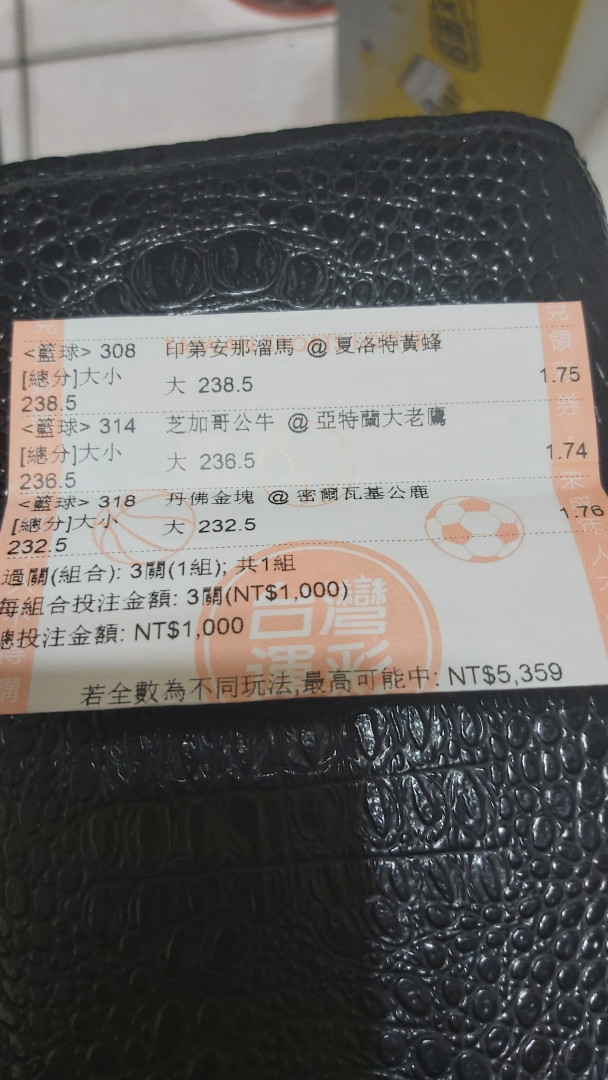 <籃球> 308 印第安那溜馬 @ 夏洛特黃蜂
[總分]大小 大 238.5 1.75
238.5
<籃球> 314 芝加哥公牛 @ 亞特蘭大老鷹
[總分]大小 大 236.5 1.74
236.5
<籃球> 318 丹佛金塊 @ 密爾瓦基公鹿
[總分]大小 大 232.5 1.76
232.5
過關(組合): 3關(1組); 共1組
每組合投注金額: 3關(NT$1,000)
總投注金額: NT$1,000
台灣
運彩
若全數為不同玩法,最高可能中: NT$5,359